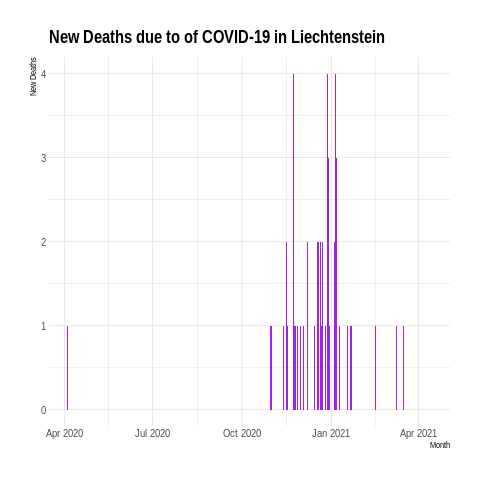 New Deaths due to of COVID-19 in Liechtenstein
New Deaths
4
3
2
1
0
Apr 2020 Jul 2020 Oct 2020 Jan 2021 Apr 2021
Month